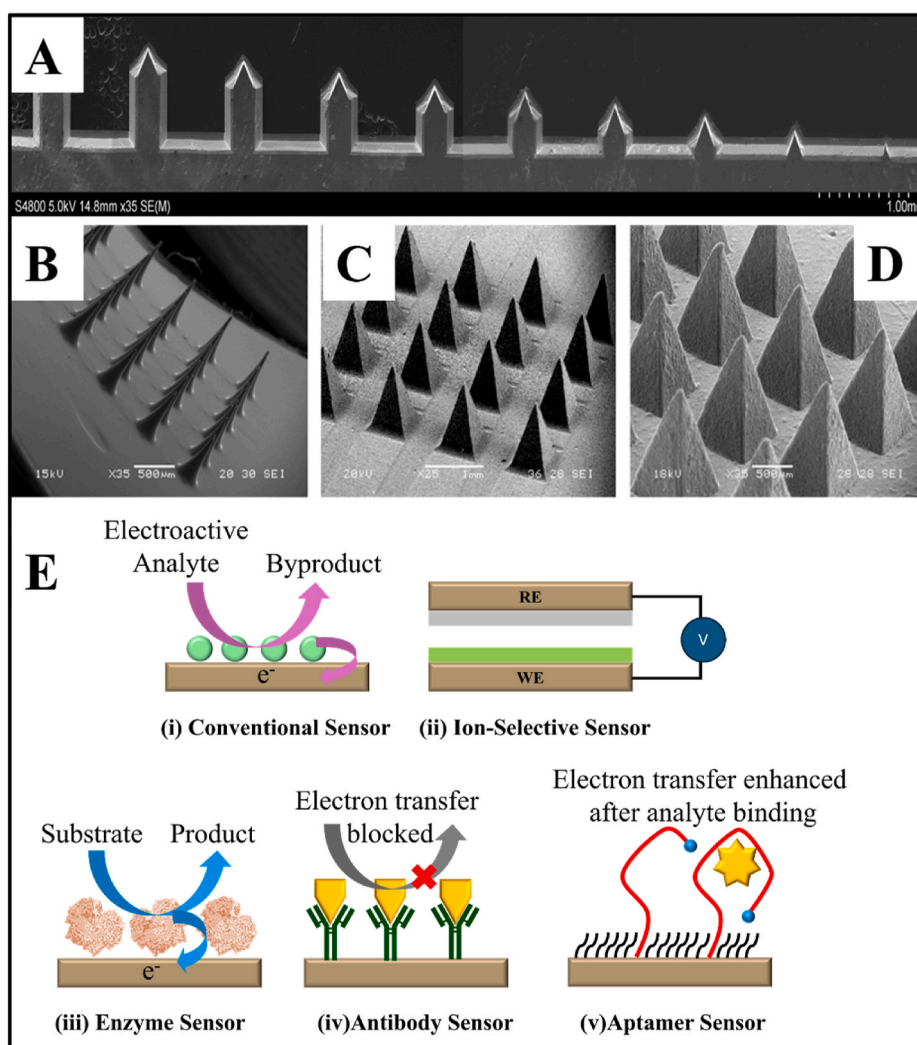 A
S4800 5.0kV 14.8mm x35 SE(M)
1.00mm
B
15kV X35 500μm 20 30 SEI
C
20kV X25 1mm 36 20 SEI
D
18kV X35 500μm 20 20 SEI
E
Electroactive
Analyte
Byproduct
e-
(i) Conventional Sensor
RE
V
WE
(ii) Ion-Selective Sensor
Substrate
Product
e-
(iii) Enzyme Sensor
Electron transfer
blocked
(iv)Antibody Sensor
Electron transfer enhanced
after analyte binding
(v)Aptamer Sensor